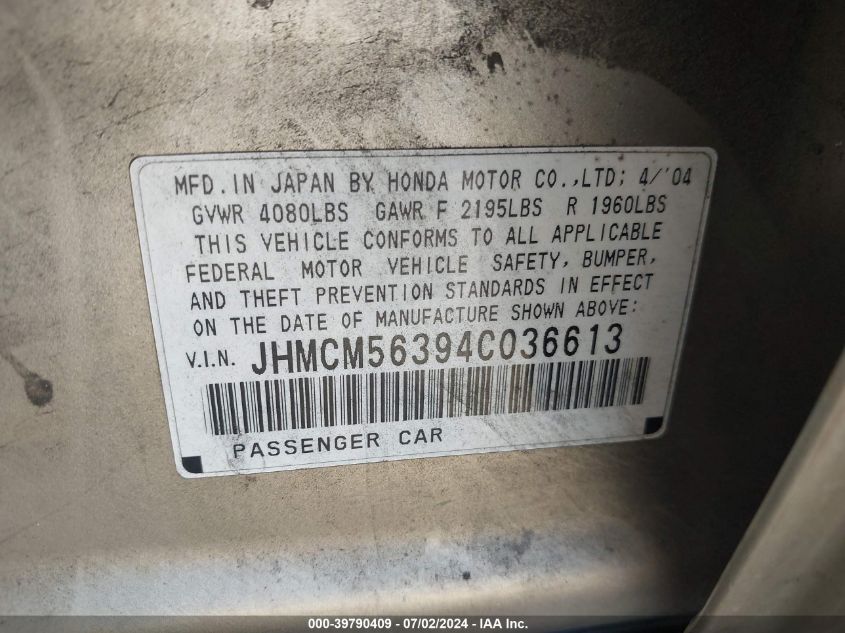 MFD. IN JAPAN BY HONDA MOTOR CO.,LTD; 4/'04
GVWR 4080LBS GAWR F 2195LBS R 1960LBS
THIS VEHICLE CONFORMS TO ALL APPLICABLE
FEDERAL MOTOR VEHICLE SAFETY, BUMPER,
AND THEFT PREVENTION STANDARDS IN EFFECT
ON THE DATE OF MANUFACTURE SHOWN ABOVE:
V.I.N. JHMCM56394C036613
PASSENGER CAR
000-39790409 - 07/02/2024 - IAA Inc.